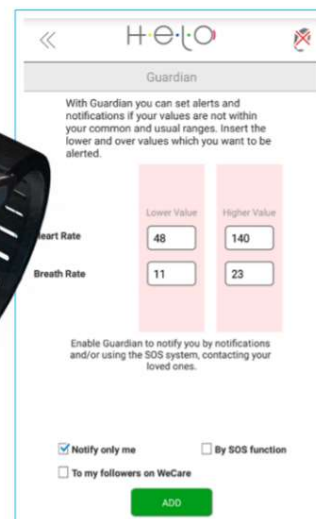 HELO
Guardian
With Guardian you can set alerts and
notifications if your values are not within
your common and usual ranges. Insert the
lower and over values which you want to be
alerted.
Lower Value Higher Value
Heart Rate 48 140
Breath Rate 11 23
Enable Guardian to notify you by notifications
and/or using the SOS system, contacting your
loved ones.
Notify only me By SOS function
To my followers on WeCare
ADD